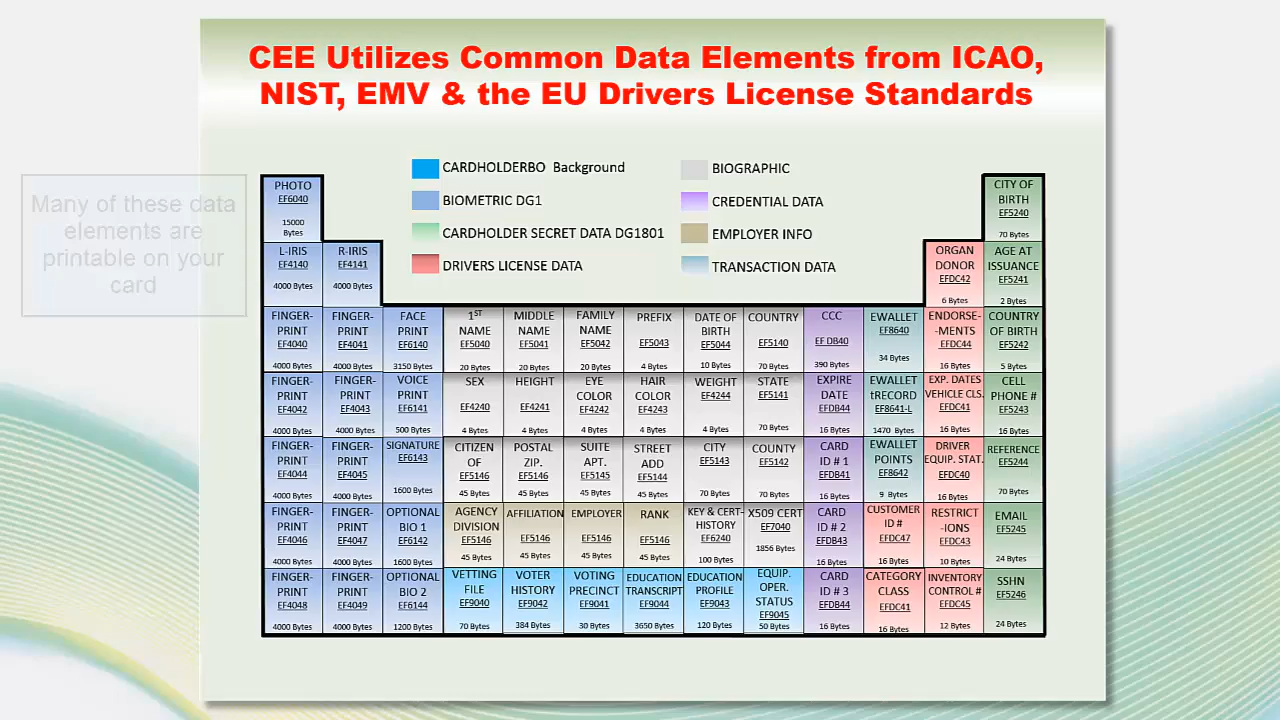 CEE Utilizes Common Data Elements from ICAO,
NIST, EMV & the EU Drivers License Standards
Many of these data
elements are
printable on your
card
CARDHOLDERBO Background
BIOMETRIC DG1
CARDHOLDER SECRET DATA DG1801
DRIVERS LICENSE DATA
BIOGRAPHIC
CREDENTIAL DATA
EMPLOYER INFO
TRANSACTION DATA
PHOTO
EF6040
15000
Bytes
CITY OF
BIRTH
EF5240
70 Bytes
L-IRIS
EF4140
4000 Bytes
R-IRIS
EF4141
4000 Bytes
ORGAN
DONOR
EFDC42
6 Bytes
AGE AT
ISSUANCE
EF5241
2 Bytes
FINGER-
PRINT
EF4040
4000 Bytes
FINGER-
PRINT
EF4041
4000 Bytes
FACE
PRINT
EF6140
3150 Bytes
1ST
NAME
EF5040
20 Bytes
MIDDLE
NAME
EF5041
20 Bytes
FAMILY
NAME
EF5042
20 Bytes
PREFIX
EF5043
4 Bytes
DATE OF
BIRTH
EF5044
10 Bytes
COUNTRY
EF5140
70 Bytes
CCC
EF DB40
390 Bytes
EWALLET
EF8640
34 Bytes
ENDORSE-
-MENTS
EFDC44
16 Bytes
COUNTRY
OF BIRTH
EF5242
5 Bytes
FINGER-
PRINT
EF4042
4000 Bytes
FINGER-
PRINT
EF4043
4000 Bytes
VOICE
PRINT
EF6141
500 Bytes
SEX
EF4240
4 Bytes
HEIGHT
EF4241
4 Bytes
EYE
COLOR
EF4242
4 Bytes
HAIR
COLOR
EF4243
4 Bytes
WEIGHT
EF4244
4 Bytes
STATE
EF5141
70 Bytes
EXPIRE
DATE
EFDB44
16 Bytes
EWALLET
tRECORD
EF8641-L
1470 Bytes
EXP. DATES
VEHICLE CLS.
EFDC41
16 Bytes
CELL
PHONE #
EF5243
16 Bytes
FINGER-
PRINT
EF4044
4000 Bytes
FINGER-
PRINT
EF4045
4000 Bytes
SIGNATURE
EF6143
1600 Bytes
CITIZEN
OF
EF5146
45 Bytes
POSTAL
ZIP.
EF5146
45 Bytes
SUITE
APT.
EF5145
45 Bytes
STREET
ADD
EF5144
45 Bytes
CITY
EF5143
70 Bytes
COUNTY
EF5142
70 Bytes
CARD
ID # 1
EFDB41
16 Bytes
EWALLET
POINTS
EF8642
9 Bytes
DRIVER
EQUIP. STAT.
EFDC40
16 Bytes
REFERENCE
EF5244
70 Bytes
FINGER-
PRINT
EF4046
4000 Bytes
FINGER-
PRINT
EF4047
4000 Bytes
OPTIONAL
BIO 1
EF6142
1600 Bytes
AGENCY
DIVISION
EF5146
45 Bytes
AFFILIATION
EF5146
45 Bytes
EMPLOYER
EF5146
45 Bytes
RANK
EF5146
45 Bytes
KEY & CERT-
HISTORY
EF6240
100 Bytes
X509 CERT
EF7040
1856 Bytes
CARD
ID # 2
EFDB43
16 Bytes
CUSTOMER
ID #
EFDC47
16 Bytes
RESTRICT
-IONS
EFDC43
10 Bytes
EMAIL
EF5245
24 Bytes
FINGER-
PRINT
EF4048
4000 Bytes
FINGER-
PRINT
EF4049
4000 Bytes
OPTIONAL
BIO 2
EF6144
1200 Bytes
VETTING
FILE
EF9040
70 Bytes
VOTER
HISTORY
EF9042
384 Bytes
VOTING
PRECINCT
EF9041
30 Bytes
EDUCATION
TRANSCRIPT
EF9044
3650 Bytes
EDUCATION
PROFILE
EF9043
120 Bytes
EQUIP.
OPER.
STATUS
EF9045
50 Bytes
CARD
ID # 3
EFDB44
16 Bytes
CATEGORY
CLASS
EFDC41
16 Bytes
INVENTORY
CONTROL #
EFDC45
12 Bytes
SSHN
EF5246
24 Bytes